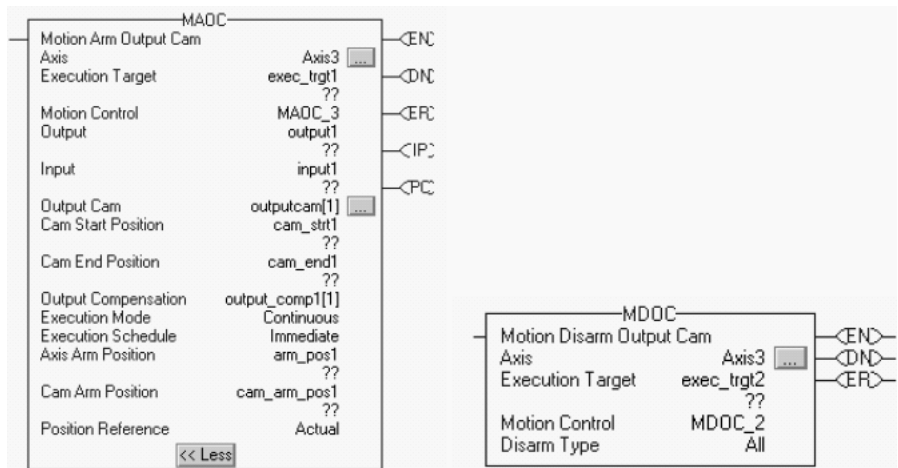 MAOC
Motion Arm Output Cam
EN
Axis Axis3 ...
Execution Target exec_trgt1
DN
??
Motion Control MAOC_3
ER
Output output1
??
IP
Input input1
??
PC
Output Cam outputcam[1] ...
Cam Start Position cam_strt1
??
Cam End Position cam_end1
??
Output Compensation output_comp1[1]
Execution Mode Continuous
Execution Schedule Immediate
Axis Arm Position arm_pos1
??
Cam Arm Position cam_arm_pos1
??
Position Reference Actual
<< Less
MDOC
Motion Disarm Output Cam
EN
Axis Axis3 ...
DN
Execution Target exec_trgt2
ER
??
Motion Control MDOC_2
Disarm Type All